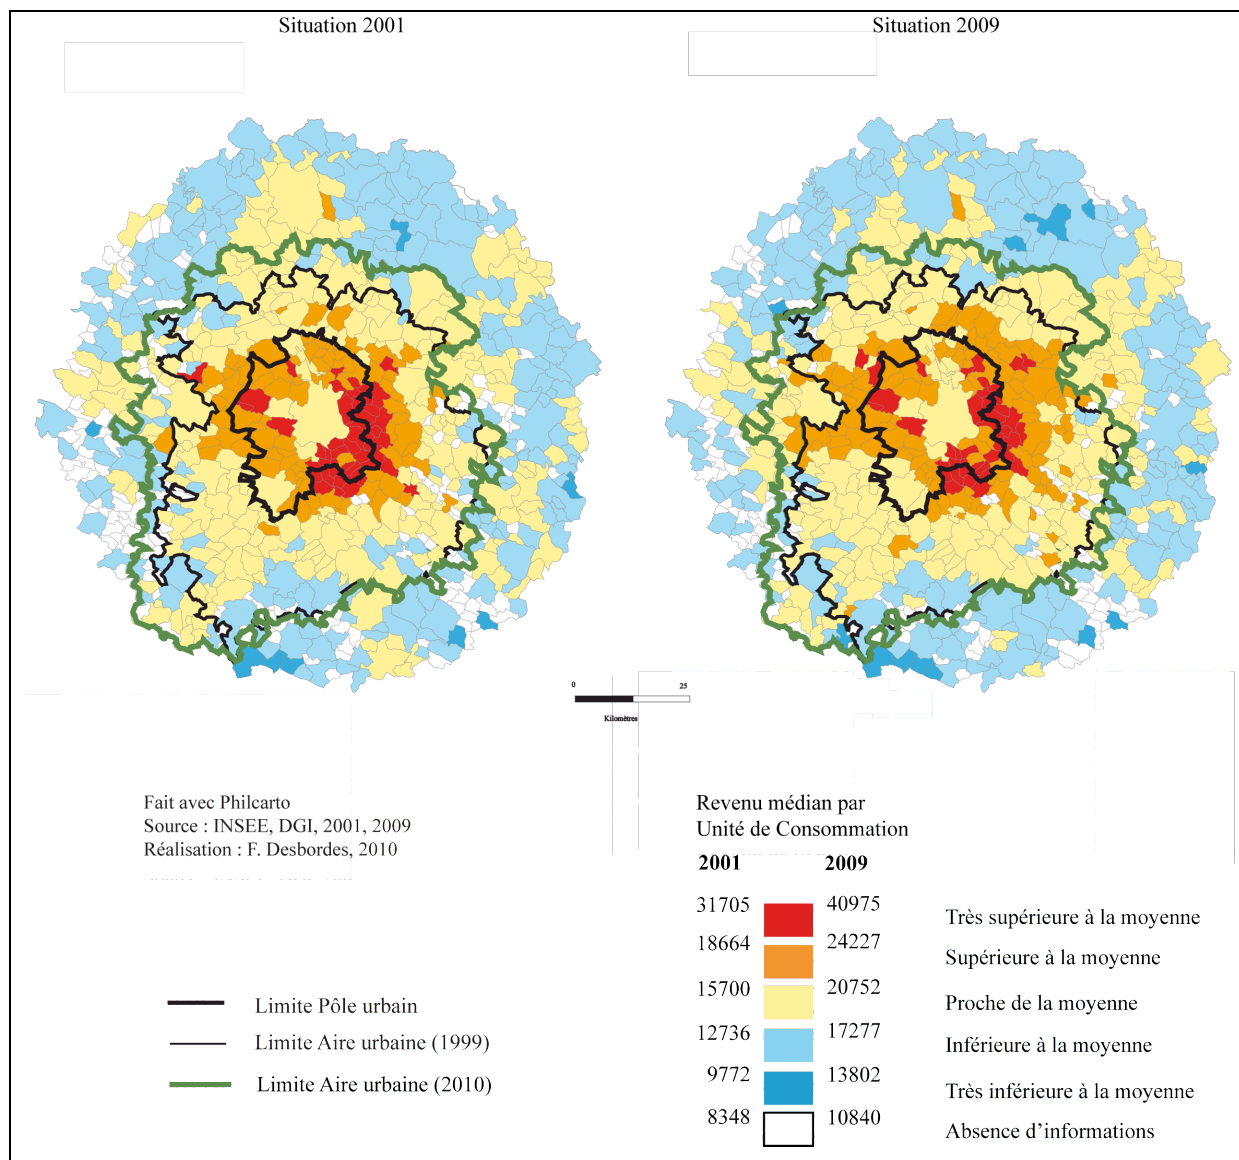 Situation 2001
Situation 2009
0 25
Kilomètres
Fait avec Philcarto
Source : INSEE, DGI, 2001, 2009
Réalisation : F. Desbordes, 2010
Limite Pôle urbain
Limite Aire urbaine (1999)
Limite Aire urbaine (2010)
Revenu médian par
Unité de Consommation
2001 2009
31705 40975
Très supérieure à la moyenne
18664 24227
Supérieure à la moyenne
15700 20752
Proche de la moyenne
12736 17277
Inférieure à la moyenne
9772 13802
Très inférieure à la moyenne
8348 10840
Absence d’informations